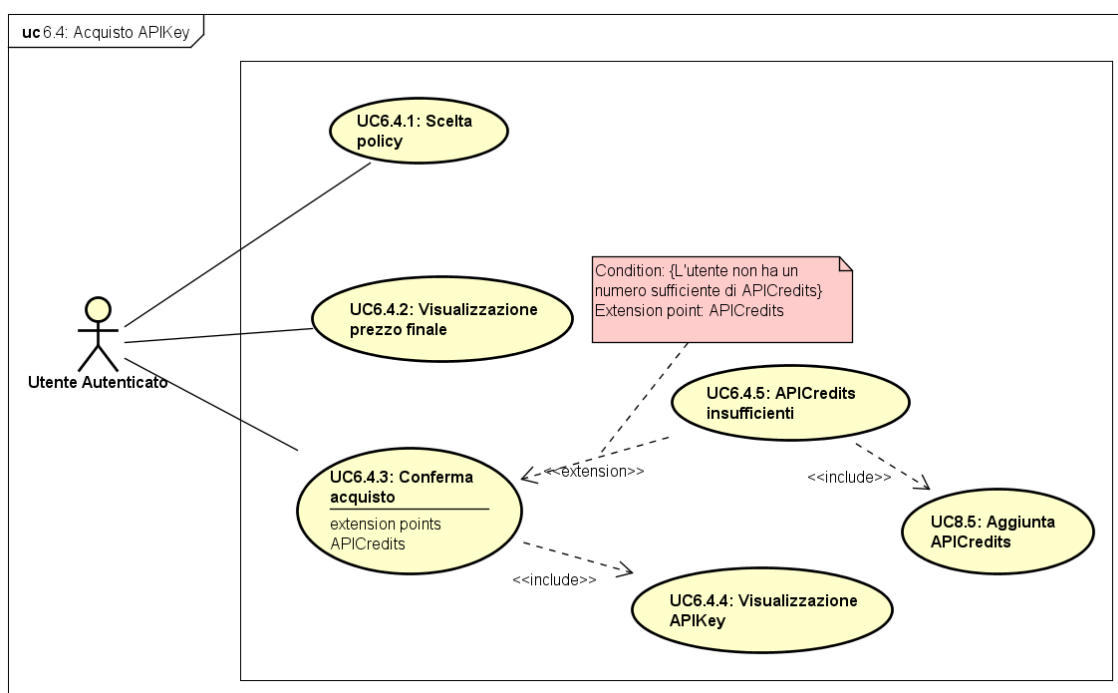 uc 6.4: Acquisto APIKey
UC6.4.1: Scelta
policy
Condition: {L'utente non ha un
numero sufficiente di APICredits}
Extension point: APICredits
UC6.4.2: Visualizzazione
prezzo finale
Utente Autenticato
UC6.4.5: APICredits
insufficienti
<<extension>>
<<include>>
UC6.4.3: Conferma
acquisto
extension points
APICredits
UC8.5: Aggiunta
APICredits
<<include>>
UC6.4.4: Visualizzazione
APIKey